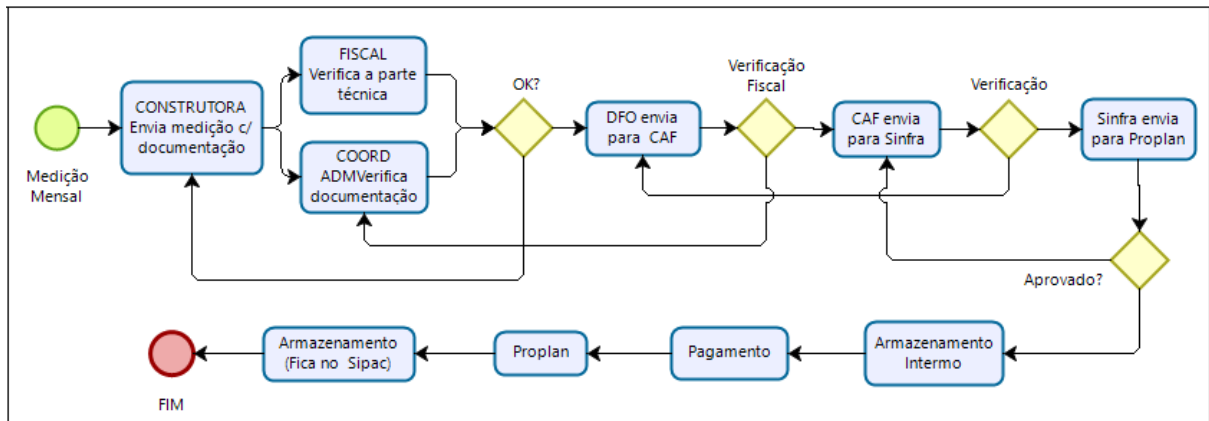 Medição
Mensal
CONSTRUTORA
Envia medição c/
documentação
FISCAL
Verifica a parte
técnica
COORD
ADMVerifica
documentação
OK?
DFO envia
para CAF
Verificação
Fiscal
CAF envia
para Sinfra
Verificação
Sinfra envia
para Proplan
Aprovado?
Armazenamento
Intermo
Pagamento
Proplan
Armazenamento
(Fica no Sipac)
FIM